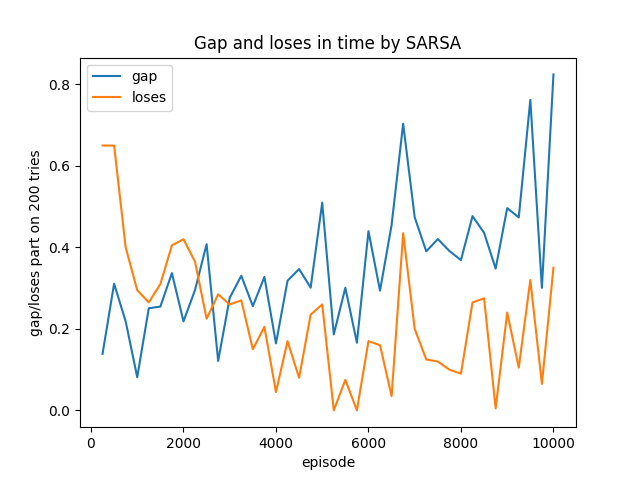 Gap and loses in time by SARSA
gap
loses
gap/loses part on 200 tries
0.8
0.6
0.4
0.2
0.0
0 2000 4000 6000 8000 10000
episode